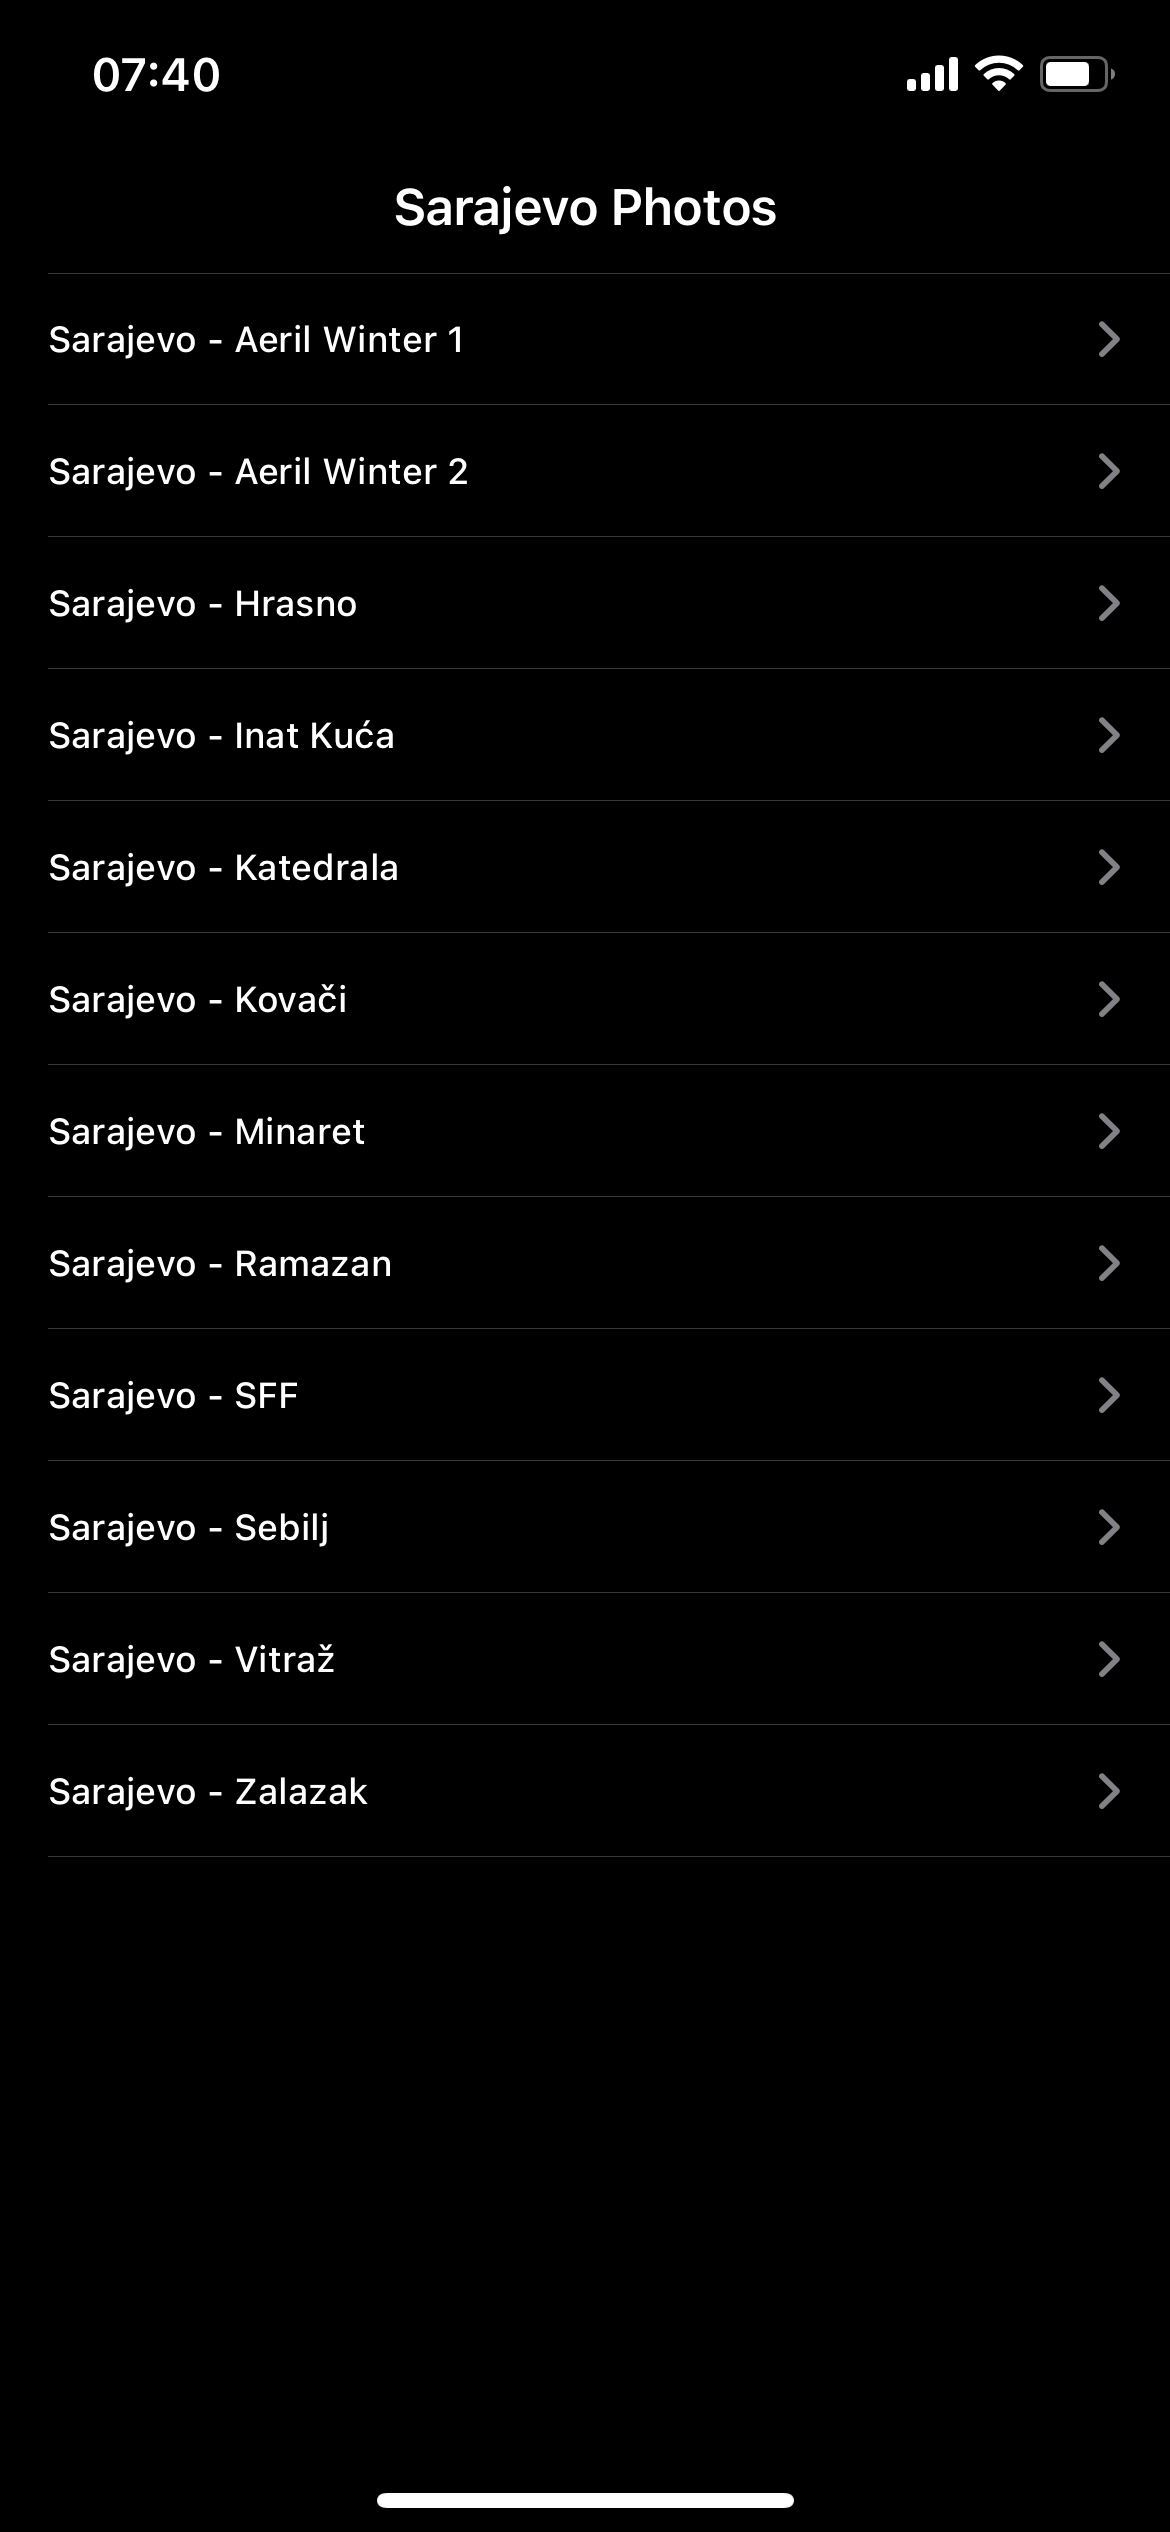 07:40
Sarajevo Photos
Sarajevo - Aeril Winter 1
Sarajevo - Aeril Winter 2
Sarajevo - Hrasno
Sarajevo - Inat Kuća
Sarajevo - Katedrala
Sarajevo - Kovači
Sarajevo - Minaret
Sarajevo - Ramazan
Sarajevo - SFF
Sarajevo - Sebilj
Sarajevo - Vitraž
Sarajevo - Zalazak